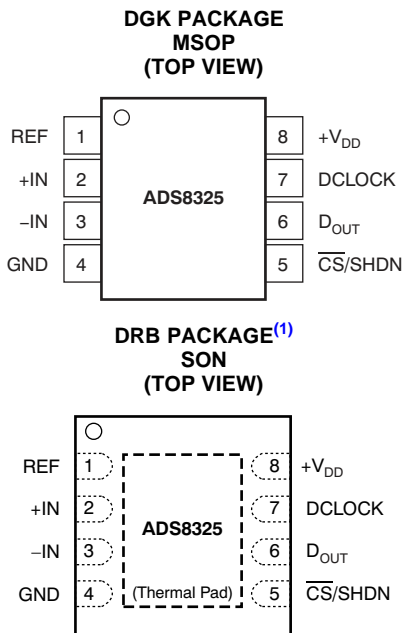 DGK PACKAGE
MSOP
(TOP VIEW)
REF 1 8 +VDD
+IN 2 7 DCLOCK
ADS8325
−IN 3 6 DOUT
GND 4 5 C̅S̅/SHDN
DRB PACKAGE(1)
SON
(TOP VIEW)
REF 1 8 +VDD
+IN 2 7 DCLOCK
ADS8325
−IN 3 6 DOUT
GND 4 (Thermal Pad) 5 C̅S̅/SHDN